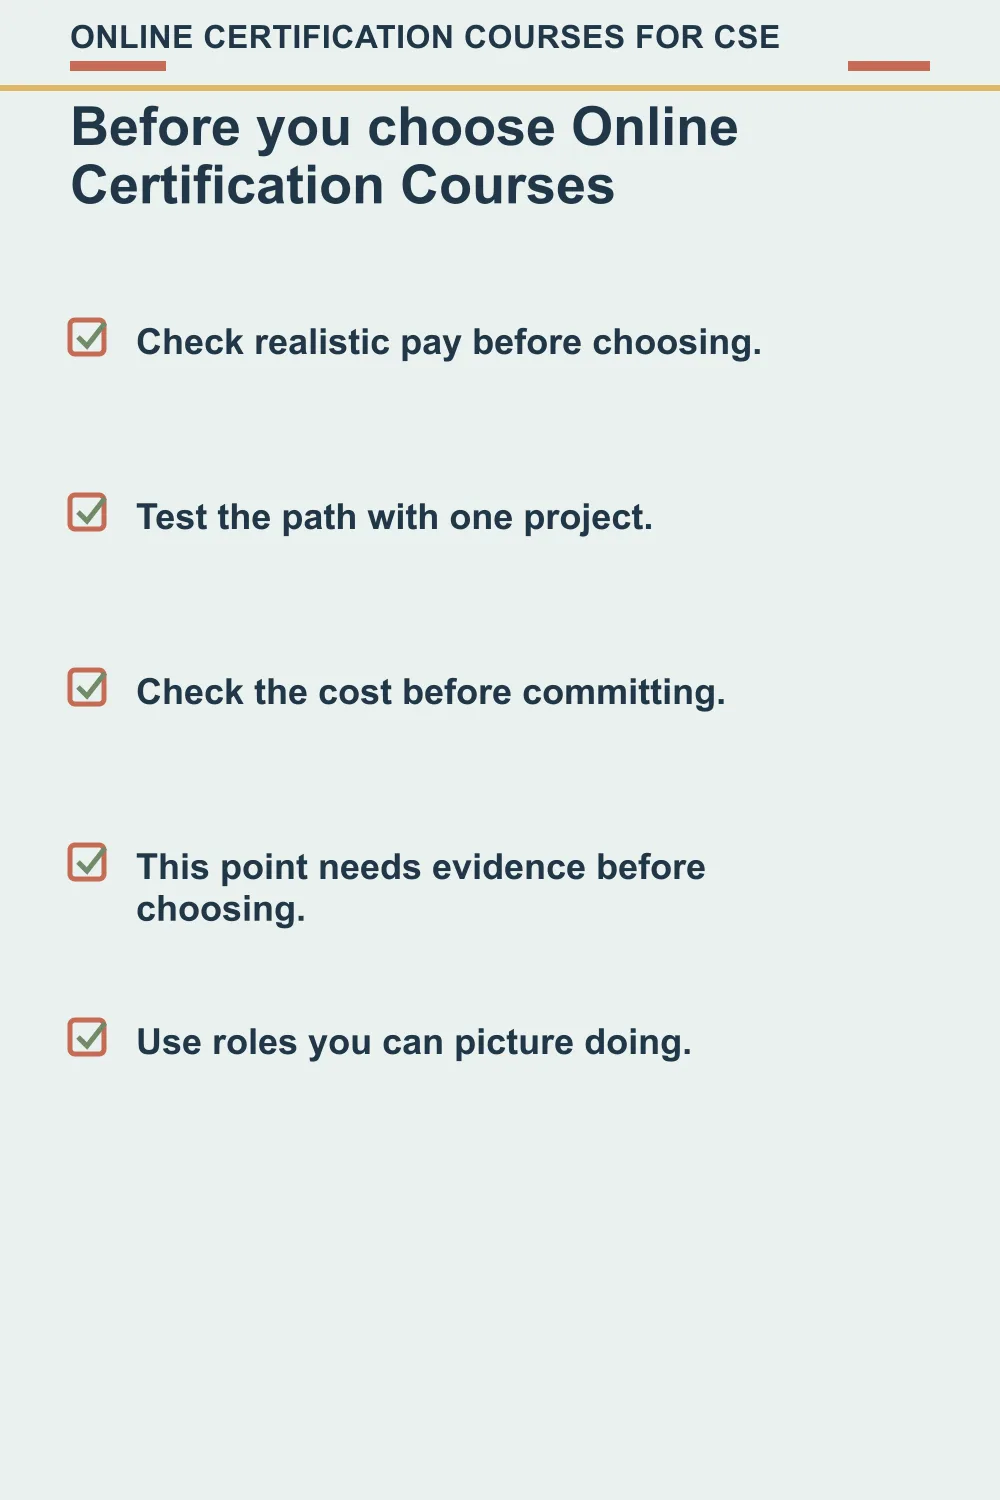 ONLINE CERTIFICATION COURSES FOR CSE
Before you choose Online
Certification Courses
Check realistic pay before choosing.
Test the path with one project.
Check the cost before committing.
This point needs evidence before
choosing.
Use roles you can picture doing.